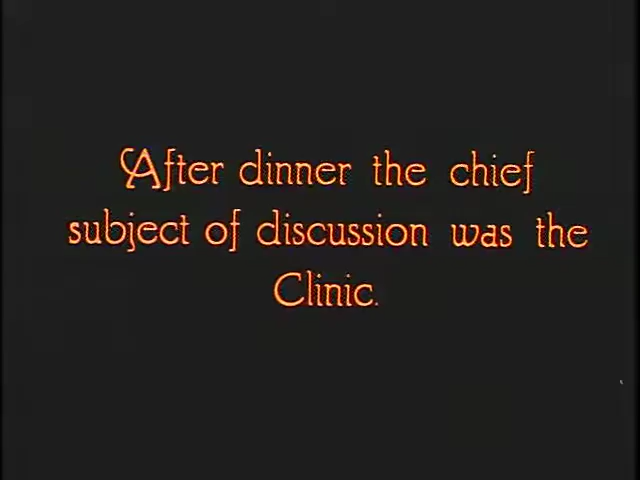 After dinner the chief
subject of discussion was the
Clinic.